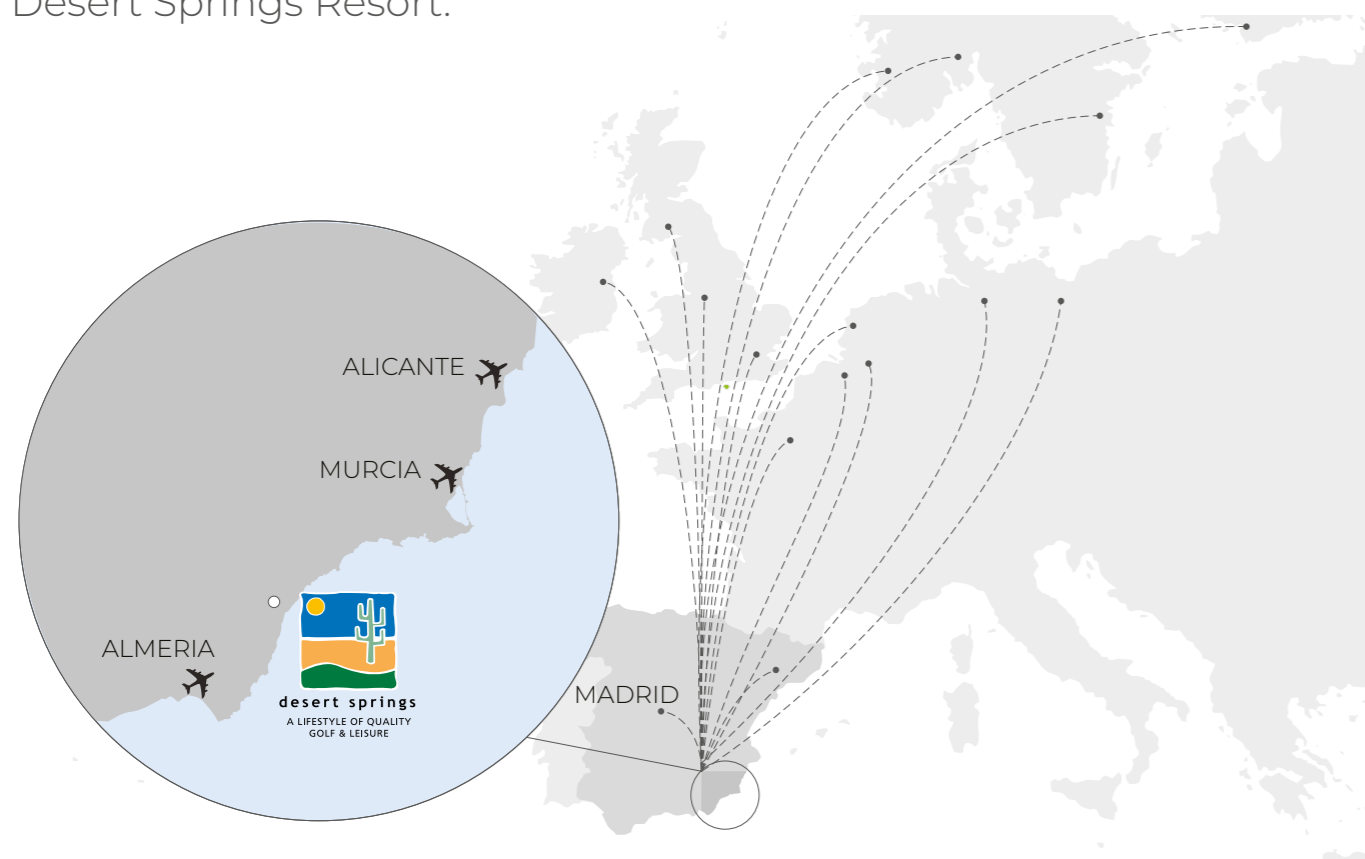 Desert Springs Resort.
ALICANTE
MURCIA
ALMERIA
desert springs
A LIFESTYLE OF QUALITY
GOLF & LEISURE
MADRID